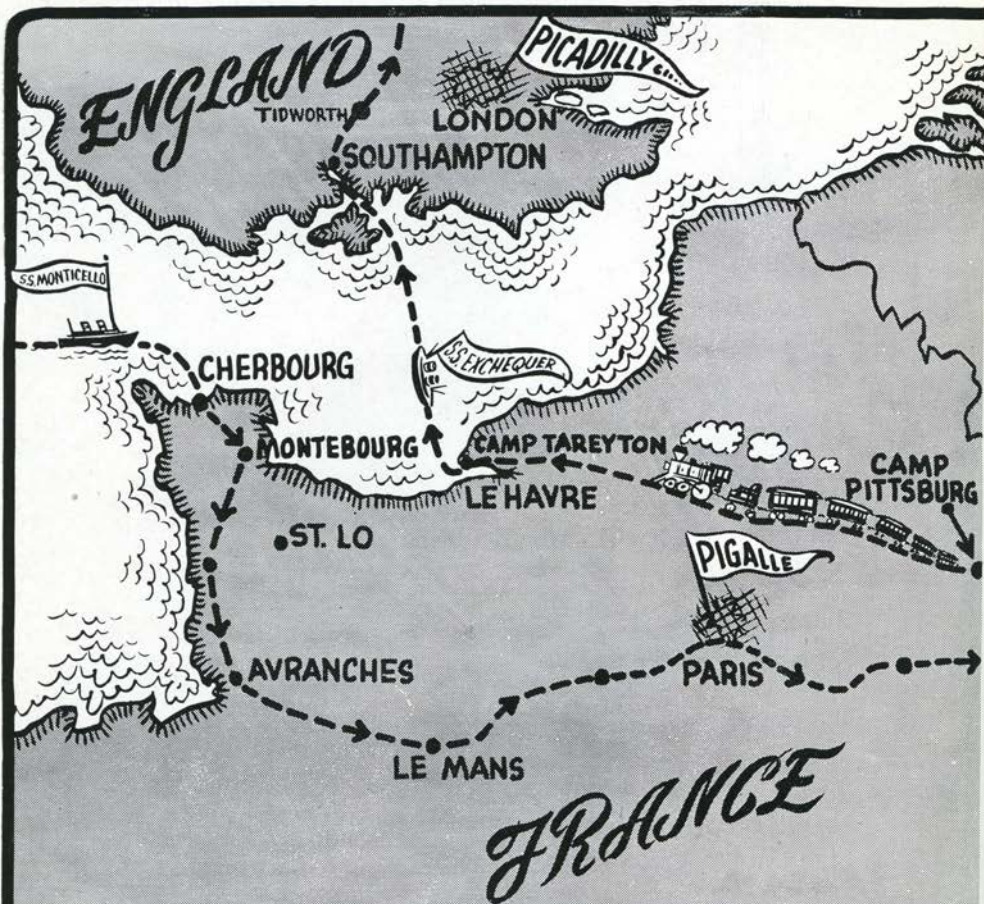 ENGLAND
PICADILLY
TIDWORTH
LONDON
SOUTHAMPTON
S.S. MONTICELLO
CHERBOURG
S.S. EXCHEQUER
MONTEBOURG
CAMP TAREYTON
LE HAVRE
CAMP
PITTSBURG
ST. LO
PIGALLE
AVRANCHES
PARIS
LE MANS
FRANCE